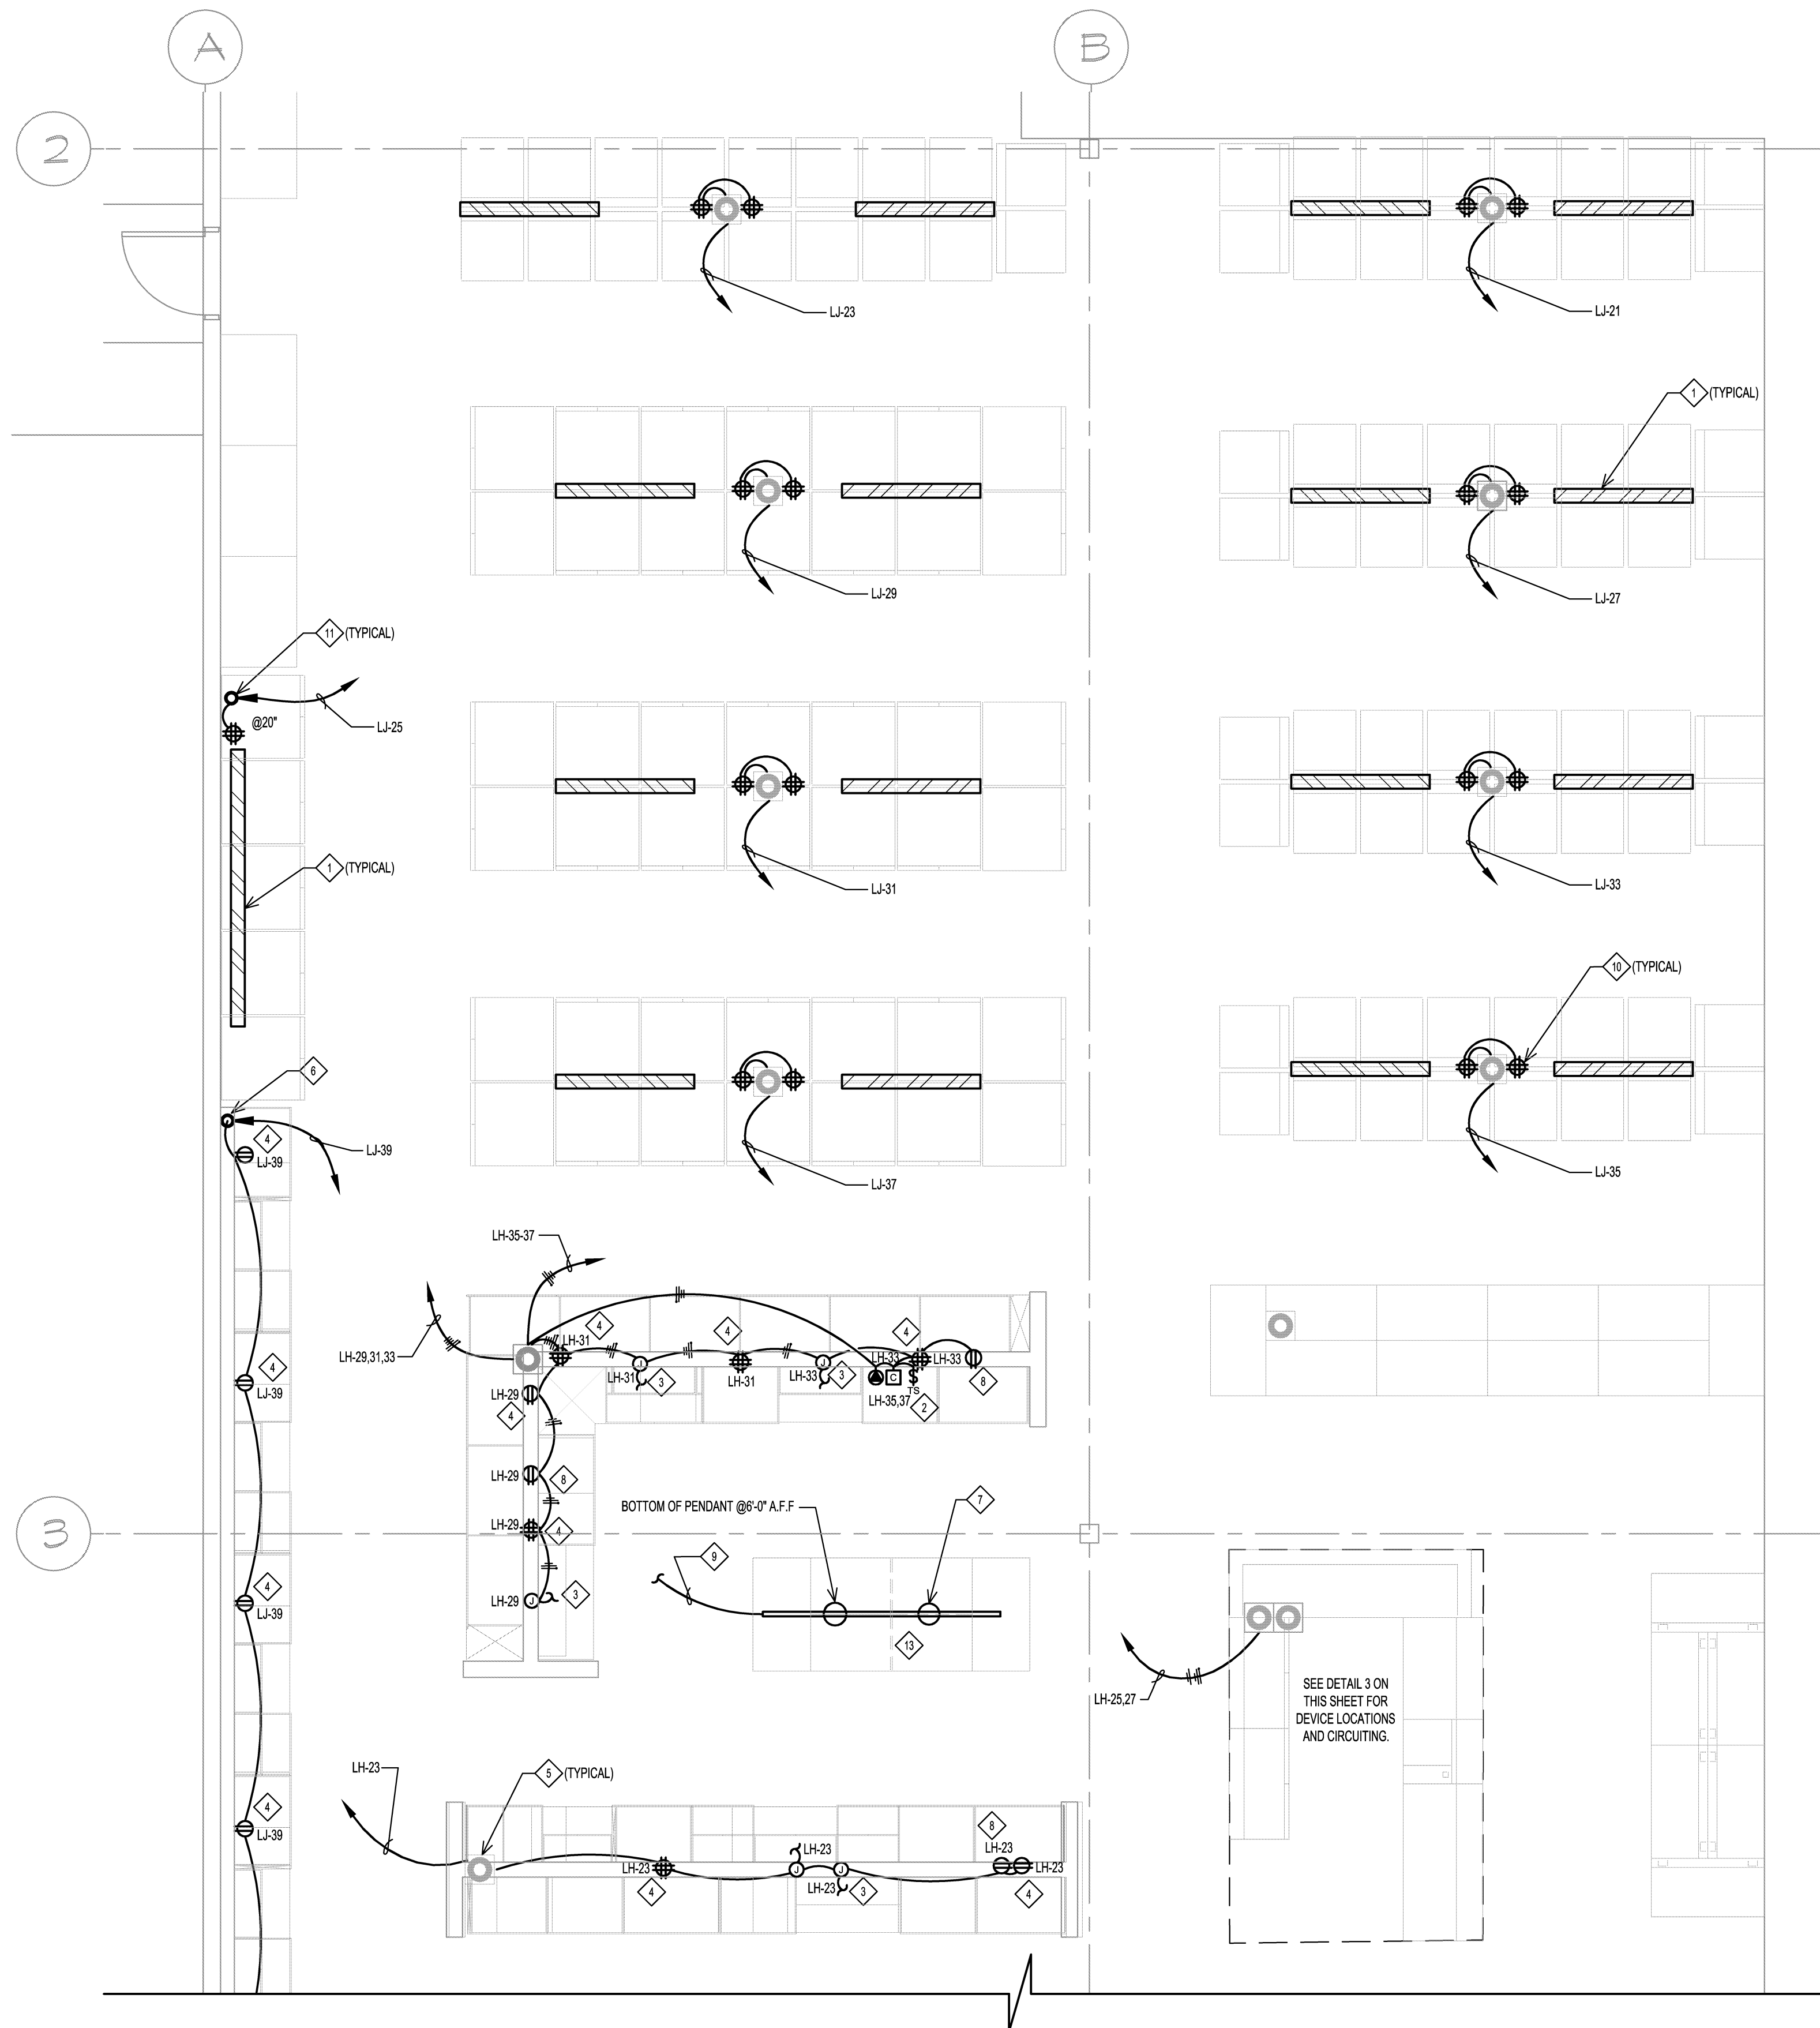 A
B
2
LJ-23
LJ-21
1 (TYPICAL)
LJ-29
LJ-27
11 (TYPICAL)
@20"
LJ-25
1 (TYPICAL)
LJ-31
LJ-33
10 (TYPICAL)
6
4
LJ-39
LJ-39
LJ-37
LJ-35
LH-35-37
LH-29,31,33
LH-31
4
4
4
J
LH-31
3
LH-31
J
LH-33
3
LH-33
LH-33
C
S
TS
LH-35,37
2
8
4
LJ-39
LH-29
4
LH-29
8
LH-29
4
LH-29
J
3
3
BOTTOM OF PENDANT @6'-0" A.F.F
7
9
13
4
LJ-39
LH-25,27
SEE DETAIL 3 ON
THIS SHEET FOR
DEVICE LOCATIONS
AND CIRCUITING.
LH-23
5 (TYPICAL)
4
LJ-39
8
LH-23
LH-23
LH-23
J
J
LH-23
LH-23
4
3
4